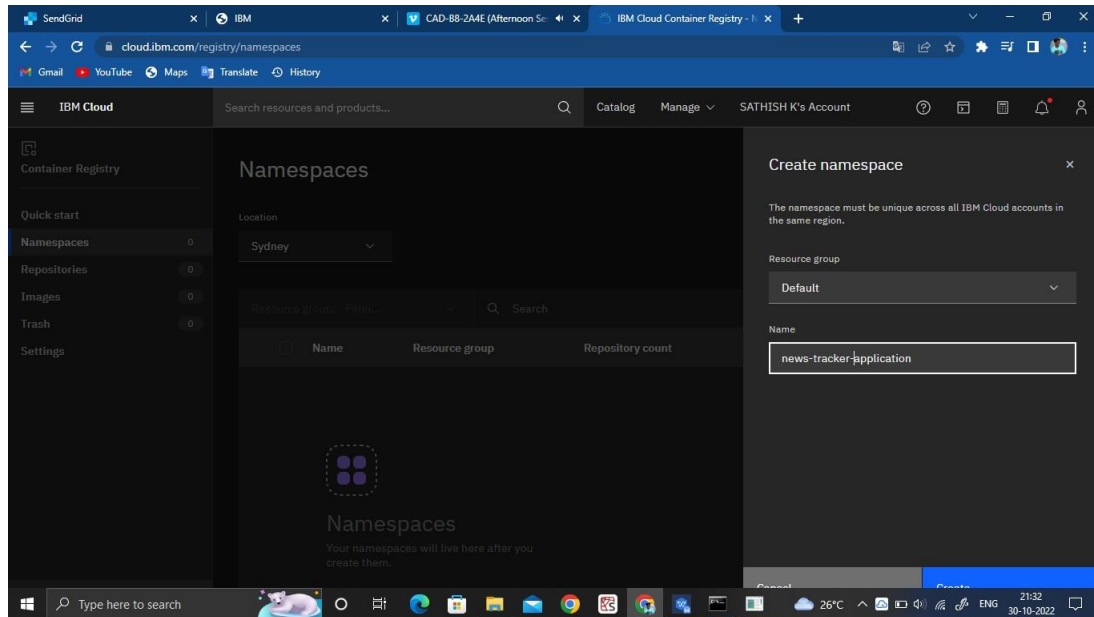 SendGrid
IBM
CAD-B8-2A4E (Afternoon Se
IBM Cloud Container Registry - N
cloud.ibm.com/registry/namespaces
Gmail
YouTube
Maps
Translate
History
IBM Cloud
Search resources and products...
Catalog
Manage
SATHISH K's Account
Container Registry
Quick start
Namespaces 0
Repositories 0
Images 0
Trash 0
Settings
Namespaces
Location
Sydney
Resource group: Filter...
Search
Name
Resource group
Repository count
Namespaces
Your namespaces will live here after you
create them.
Create namespace
The namespace must be unique across all IBM Cloud accounts in
the same region.
Resource group
Default
Name
news-tracker-application
Cancel
Create
Type here to search
26°C
ENG
21:32
30-10-2022